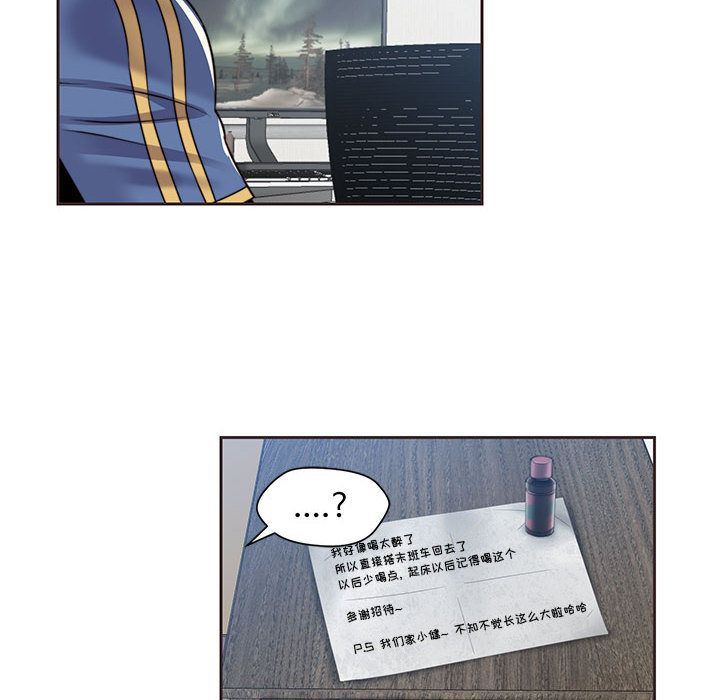 ....?
我好像喝太醉了
所以直接搭末班车回去了
以后少喝点, 起床以后记得喝这个
多谢招待~
P.S 我们家小健~ 不知不觉长这么大啦哈哈